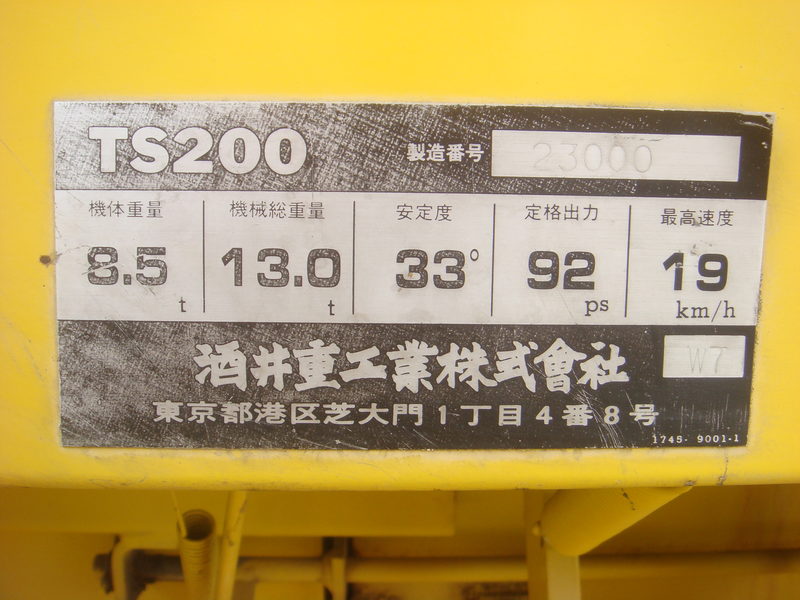 TS200 製造番号 23000
機体重量 機械総重量 安定度 定格出力 最高速度
8.5 t 13.0 t 33° 92 ps 19 km/h
酒井重工業株式會社 W7
東京都港区芝大門1丁目4番8号
1745-9001-1